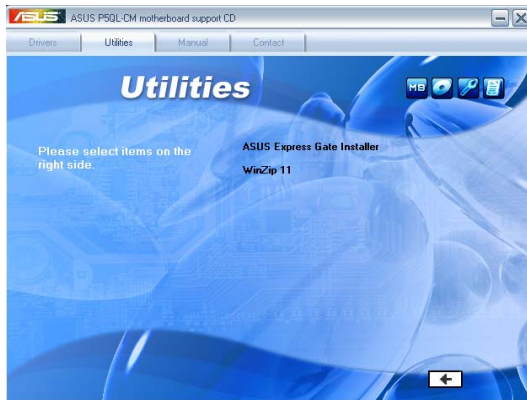 ASUS ASUS P5QL-CM motherboard support CD
Drivers Utilities Manual Contact
Utilities
MB
Please select items on the
right side.
ASUS Express Gate Installer
WinZip 11